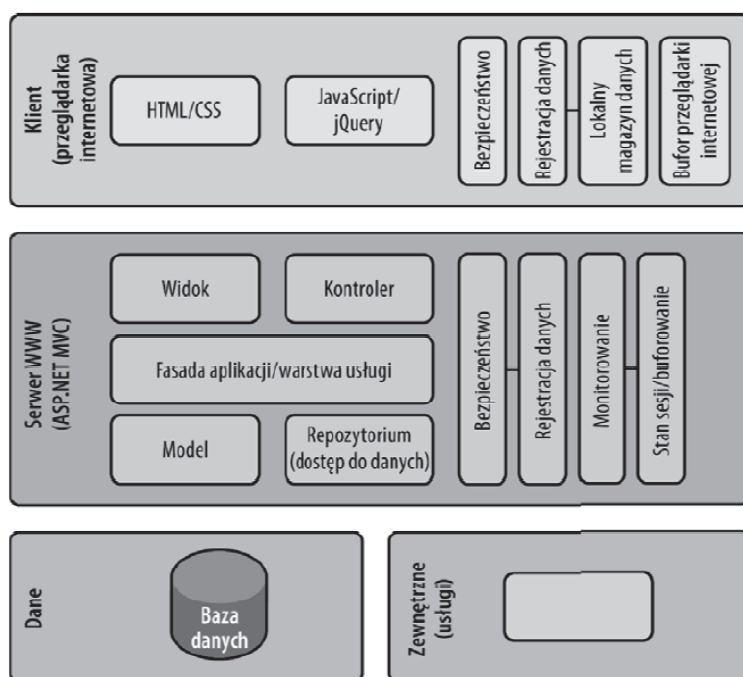 Klient
(przeglądarka
internetowa)
HTML/CSS
JavaScript/
jQuery
Bezpieczeństwo
Rejestracja danych
Lokalny
magazyn danych
Bufor przeglądarki
internetowej
Serwer WWW
(ASP.NET MVC)
Widok
Kontroler
Fasada aplikacji/warstwa usługi
Model
Repozytorium
(dostęp do danych)
Bezpieczeństwo
Rejestracja danych
Monitorowanie
Stan sesji/buforowanie
Dane
Baza
danych
Zewnętrzne
(usługi)